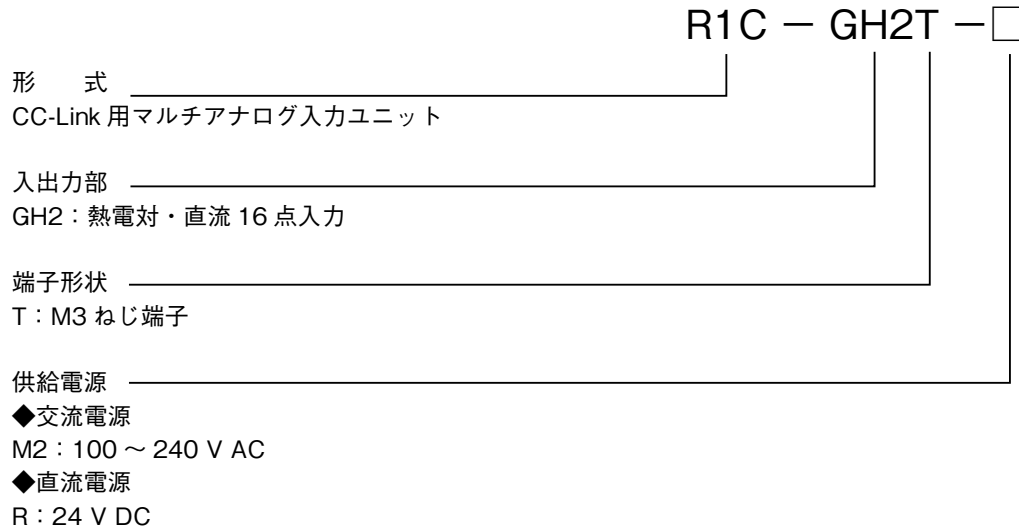 R1C － GH2T －□
形　　式
CC-Link 用マルチアナログ入力ユニット
入出力部
GH2：熱電対・直流 16 点入力
端子形状
T：M3 ねじ端子
供給電源
◆交流電源
M2：100 ～ 240 V AC
◆直流電源
R：24 V DC